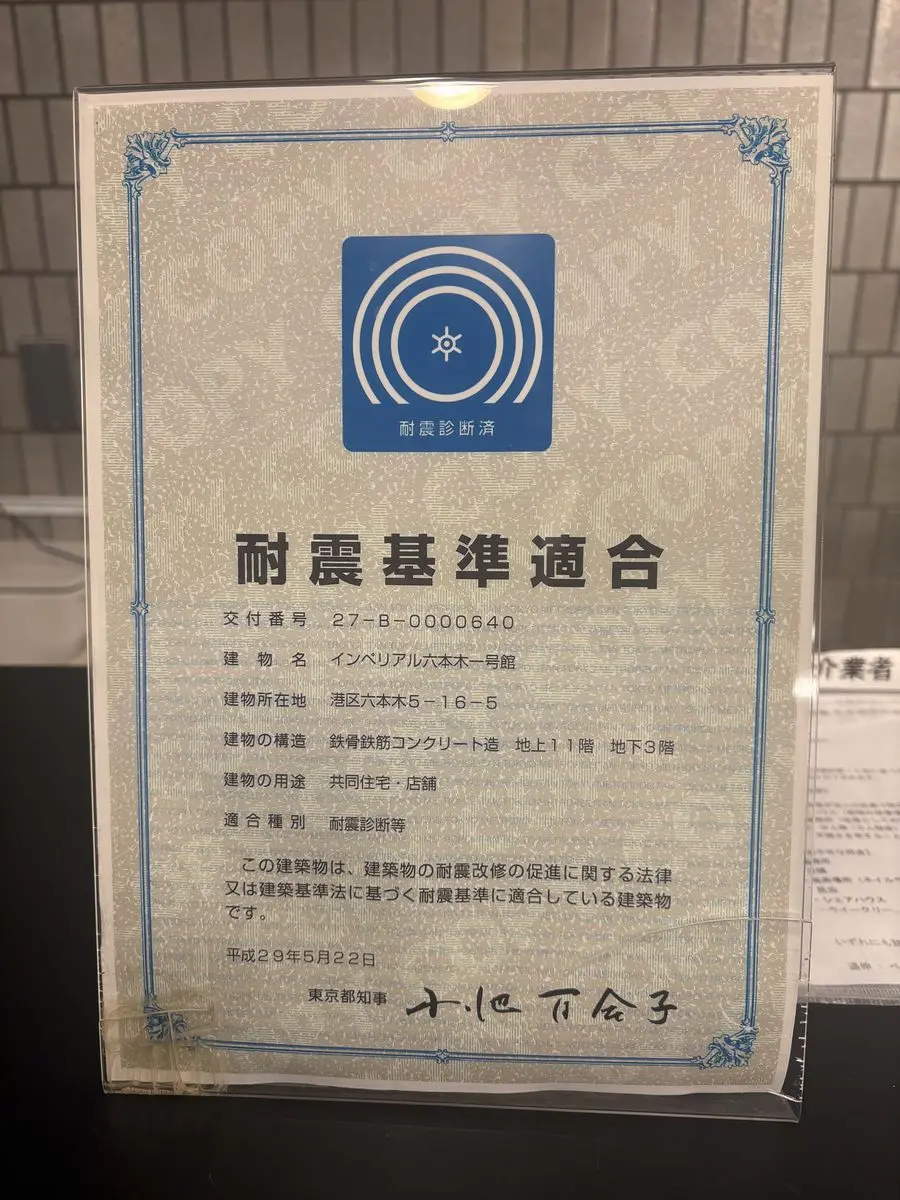 耐震診断済
耐震基準適合
交付番号 27-B-0000640
建物名 インペリアル六本木一号館
建物所在地 港区六本木5-16-5
建物の構造 鉄骨鉄筋コンクリート造 地上11階 地下3階
建物の用途 共同住宅・店舗
適合種別 耐震診断等
この建築物は、建築物の耐震改修の促進に関する法律
又は建築基準法に基づく耐震基準に適合している建築物
です。
平成29年5月22日
東京都知事 小池百合子
COPY
介業者
・シェアハウス